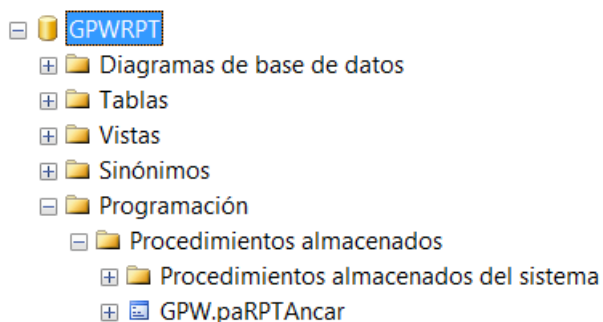 GPWRPT
Diagramas de base de datos
Tablas
Vistas
Sinónimos
Programación
Procedimientos almacenados
Procedimientos almacenados del sistema
GPW.paRPTAncar